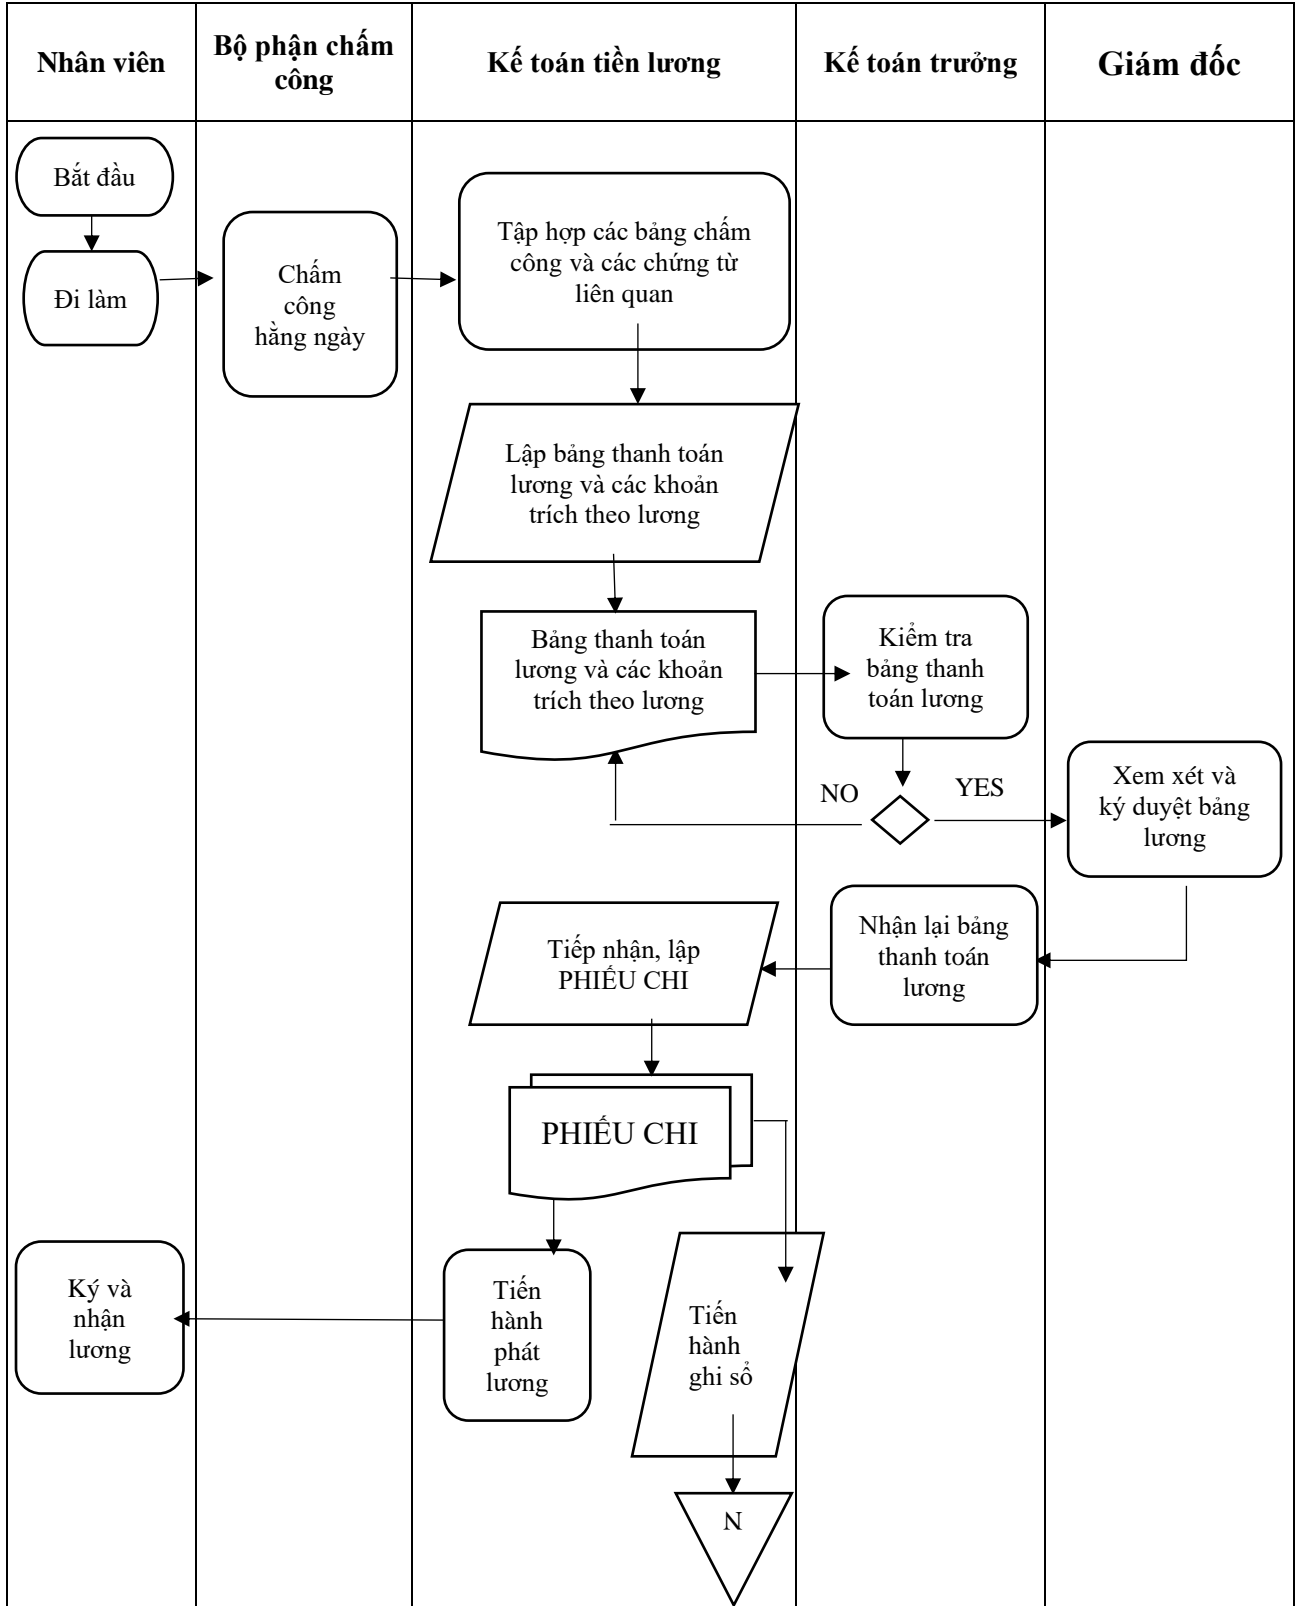 Nhân viên
Bộ phận chấm
công
Kế toán tiền lương
Kế toán trưởng
Giám đốc
Bắt đầu
Đi làm
Chấm
công
hằng ngày
Tập hợp các bảng chấm
công và các chứng từ
liên quan
Lập bảng thanh toán
lương và các khoản
trích theo lương
Bảng thanh toán
lương và các khoản
trích theo lương
Kiểm tra
bảng thanh
toán lương
NO
YES
Xem xét và
ký duyệt bảng
lương
Nhận lại bảng
thanh toán
lương
Tiếp nhận, lập
PHIẾU CHI
PHIẾU CHI
Tiến
hành
phát
lương
Ký và
nhận
lương
Tiến
hành
ghi sổ
N